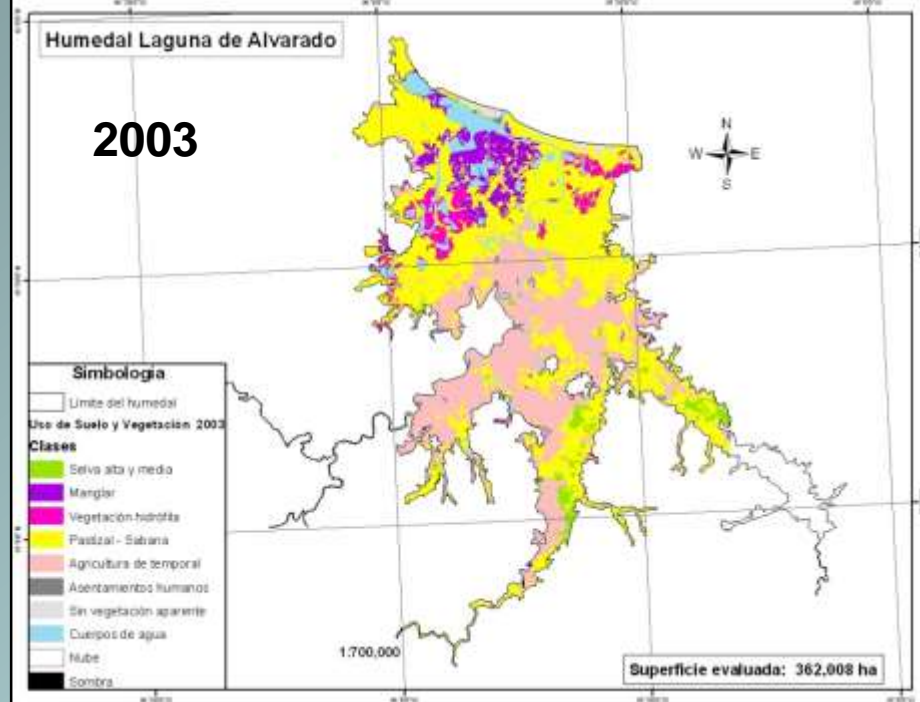 Humedal Laguna de Alvarado
2003
N
W E
S
Simbología
Límite del humedal
Uso de Suelo y Vegetación 2003
Clases
Selva alta y media
Manglar
Vegetación hidrófita
Pastizal - Sabana
Agricultura de temporal
Asentamientos humanos
Sin vegetación aparente
Cuerpos de agua
Nube
Sombra
1:700,000
Superficie evaluada: 362,008 ha